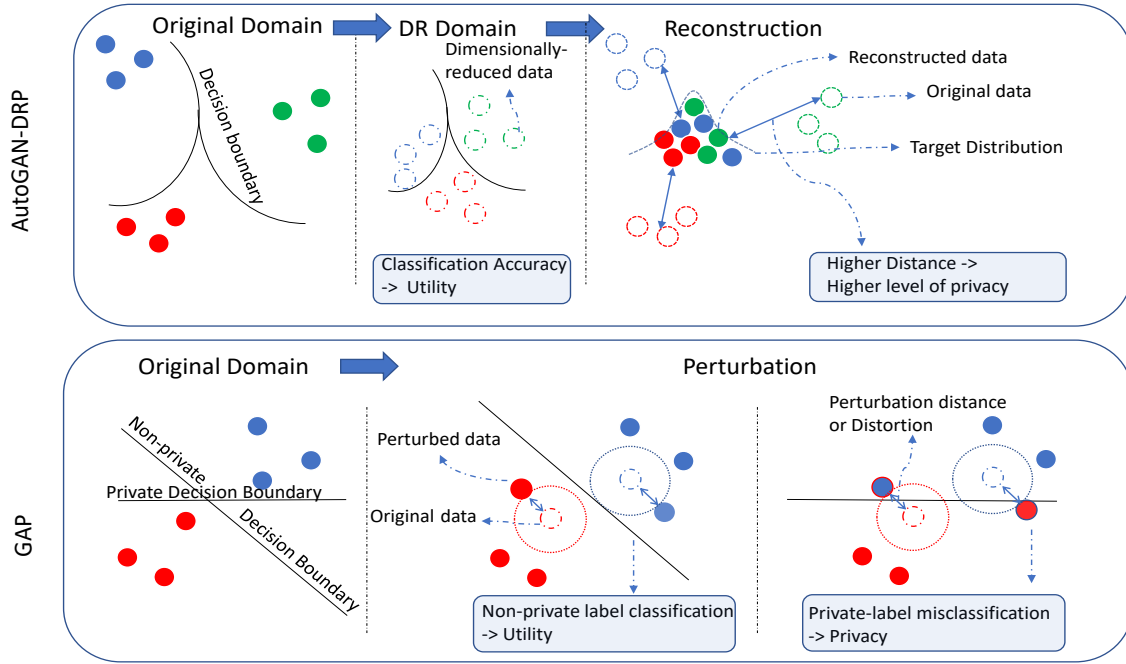 AutoGAN-DRP
Original Domain
DR Domain
Reconstruction
Decision boundary
Dimensionally-
reduced data
Reconstructed data
Original data
Target Distribution
Classification Accuracy
-> Utility
Higher Distance ->
Higher level of privacy
GAP
Original Domain
Perturbation
Non-private
Private Decision Boundary
Decision Boundary
Perturbed data
Original data
Perturbation distance
or Distortion
Non-private label classification
-> Utility
Private-label misclassification
-> Privacy